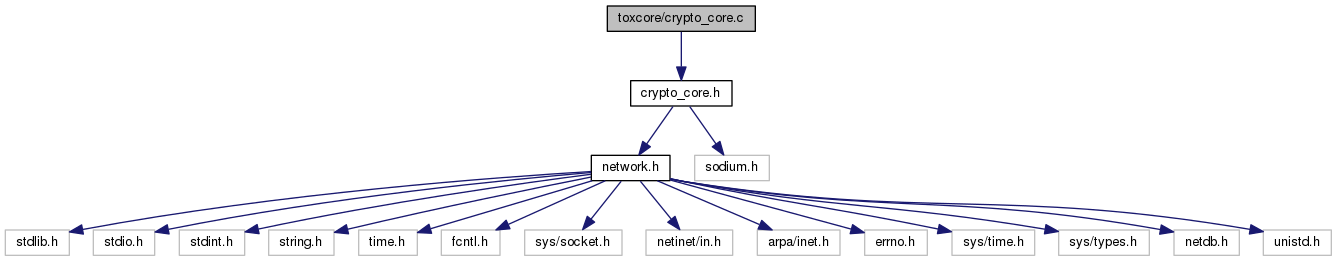 toxcore/crypto_core.c
crypto_core.h
network.h
sodium.h
stdlib.h
stdio.h
stdint.h
string.h
time.h
fcntl.h
sys/socket.h
netinet/in.h
arpa/inet.h
errno.h
sys/time.h
sys/types.h
netdb.h
unistd.h